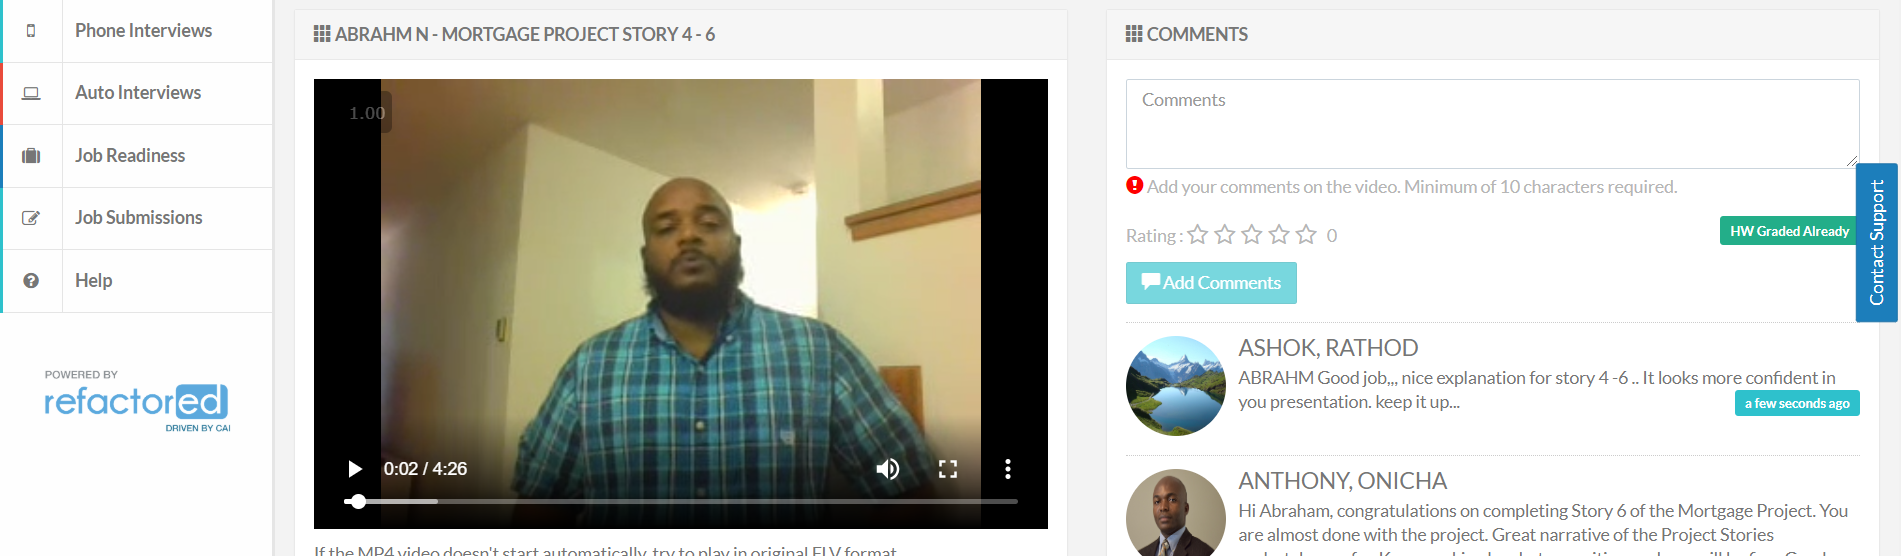 Phone Interviews
Auto Interviews
Job Readiness
Job Submissions
Help
POWERED BY
refactored
DRIVEN BY CAI
ABRAHM N - MORTGAGE PROJECT STORY 4 - 6
1.00
0:02 / 4:26
If the MP4 video doesn't start automatically, try to play in original FLV format
COMMENTS
Comments
Add your comments on the video. Minimum of 10 characters required.
Rating : 0
HW Graded Already
Contact Support
Add Comments
ASHOK, RATHOD
ABRAHM Good job,,, nice explanation for story 4 -6 .. It looks more confident in
you presentation. keep it up...
a few seconds ago
ANTHONY, ONICHA
Hi Abraham, congratulations on completing Story 6 of the Mortgage Project. You
are almost done with the project. Great narrative of the Project Stories